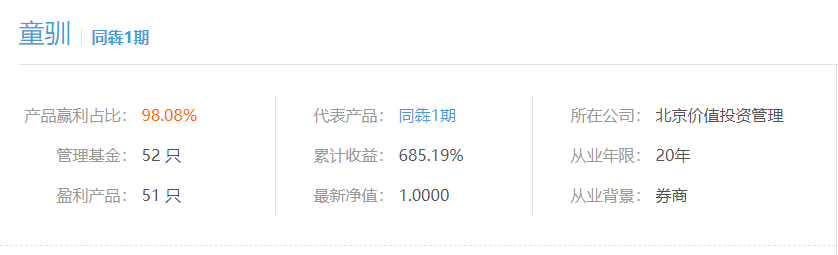 童驯 同犇1期
产品赢利占比： 98.08% 代表产品： 同犇1期 所在公司： 北京价值投资管理
管理基金： 52 只 累计收益： 685.19% 从业年限： 20年
盈利产品： 51 只 最新净值： 1.0000 从业背景： 券商